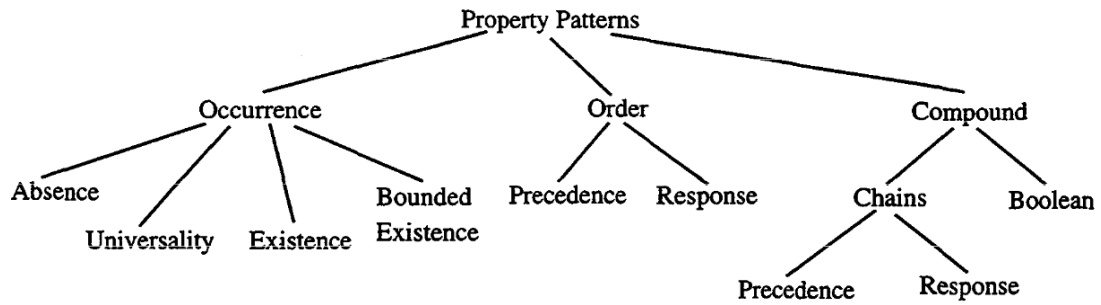 Property Patterns
Occurrence
Order
Compound
Absence
Universality
Existence
Bounded
Existence
Precedence
Response
Chains
Boolean
Precedence
Response